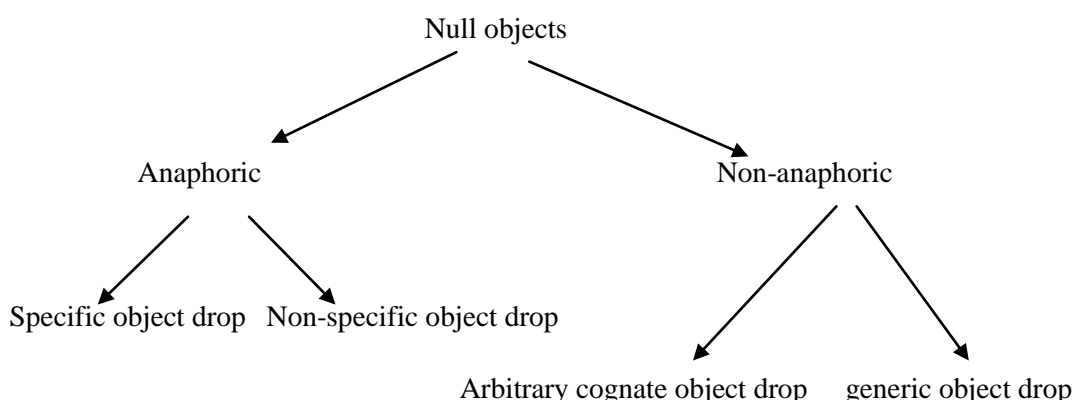 Null objects
Anaphoric
Non-anaphoric
Specific object drop
Non-specific object drop
Arbitrary cognate object drop
generic object drop